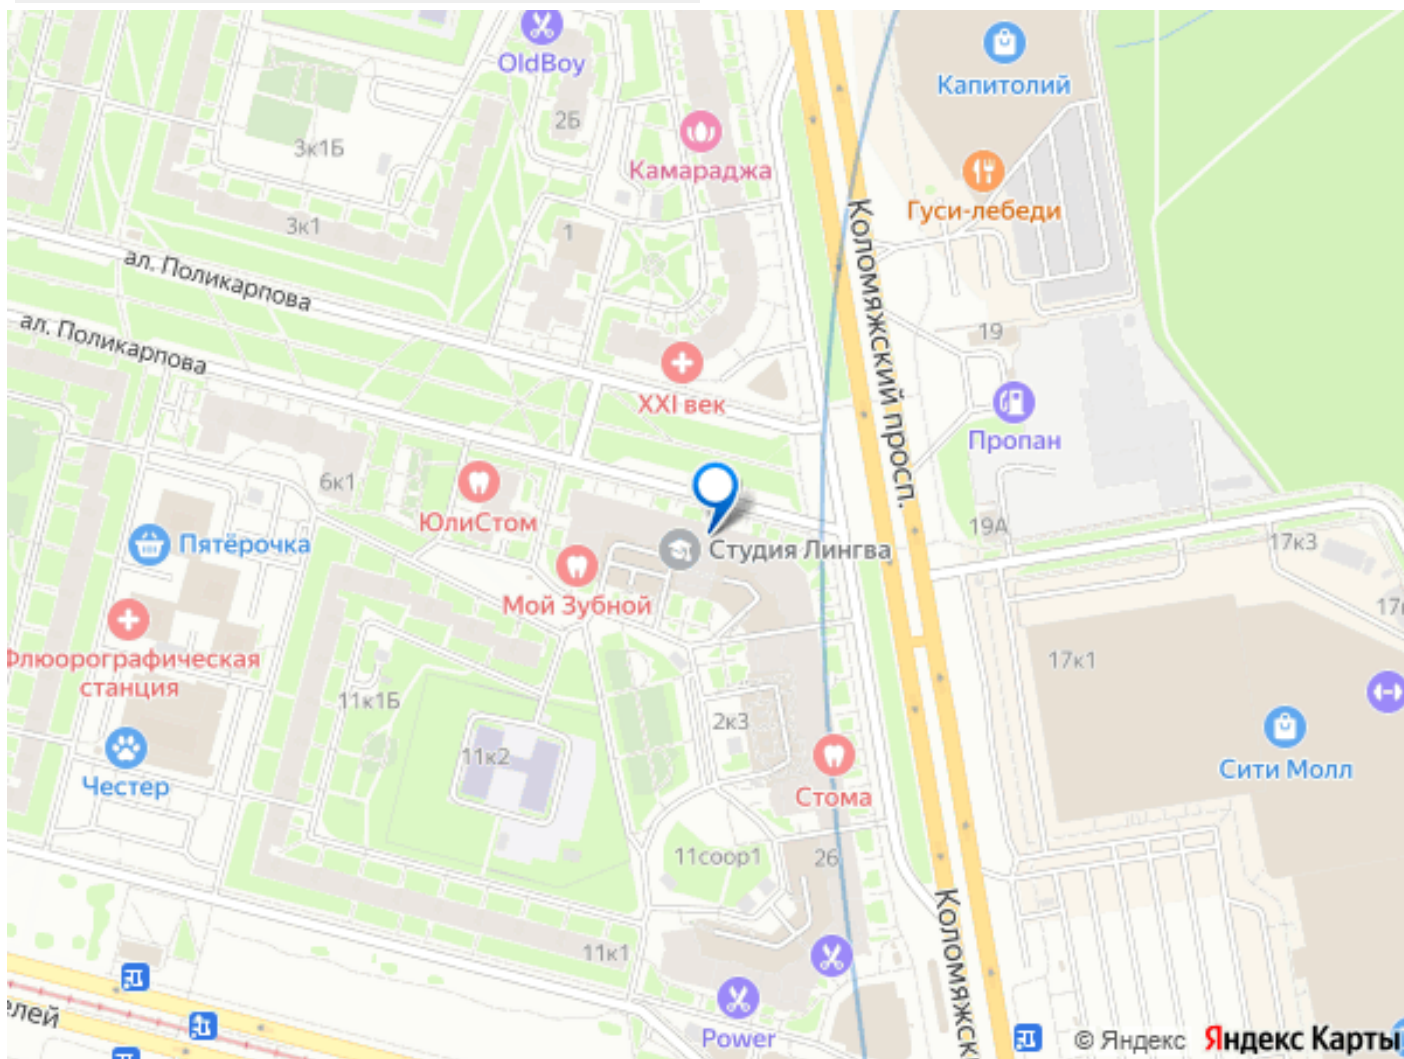 OldBoy
Капитолий
2Б
3к1Б
Камараджа
Гуси-лебеди
3к1
1
ал. Поликарпова
Коломяжский просп.
ал. Поликарпова
19
XXI век
Пропан
6к1
ЮлиСтом
19А
Пятёрочка
Студия Лингва
17к3
Мой Зубной
Флюорографическая
станция
17к1
11к1Б
2к3
11к2
Сити Молл
Честер
Стома
11соор1
26
11к1
Power
© Яндекс
Яндекс Карты